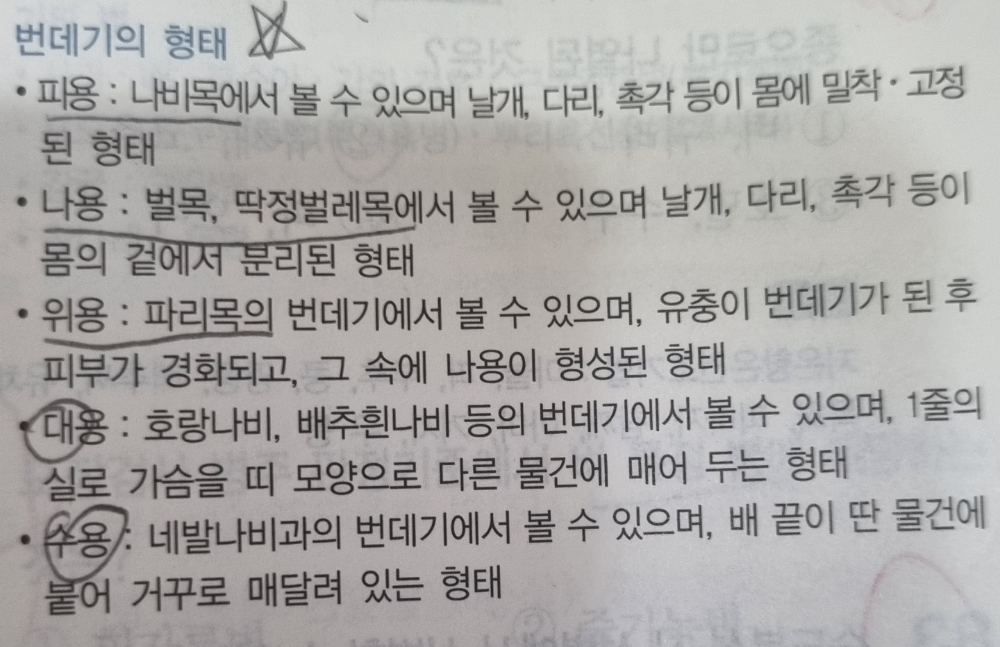 번데기의 형태
• 피용 : 나비목에서 볼 수 있으며 날개, 다리, 촉각 등이 몸에 밀착·고정
된 형태
• 나용 : 벌목, 딱정벌레목에서 볼 수 있으며 날개, 다리, 촉각 등이
몸의 겉에서 분리된 형태
• 위용 : 파리목의 번데기에서 볼 수 있으며, 유충이 번데기가 된 후
피부가 경화되고, 그 속에 나용이 형성된 형태
• 대용 : 호랑나비, 배추흰나비 등의 번데기에서 볼 수 있으며, 1줄의
실로 가슴을 띠 모양으로 다른 물건에 매어 두는 형태
• 수용 : 네발나비과의 번데기에서 볼 수 있으며, 배 끝이 딴 물건에
붙어 거꾸로 매달려 있는 형태